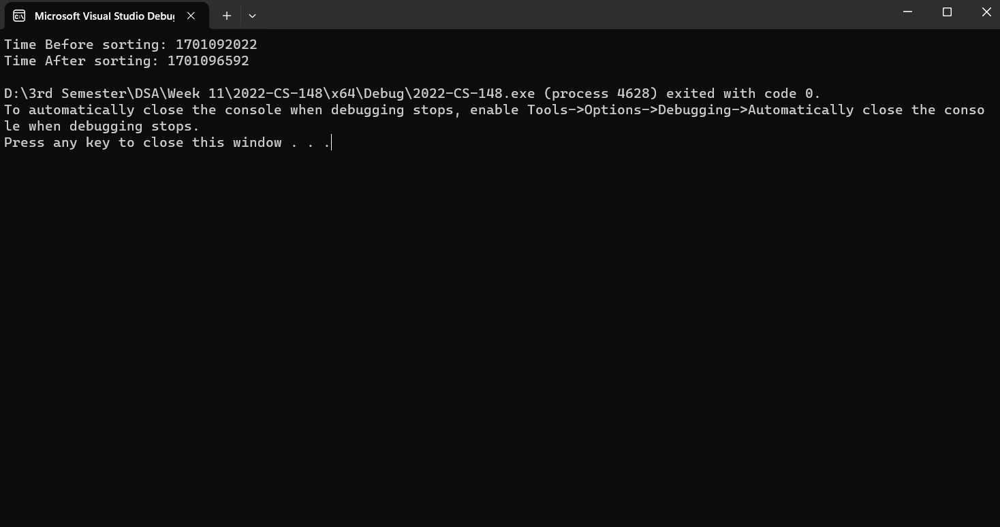 Microsoft Visual Studio Debug
Time Before sorting: 1701092022
Time After sorting: 1701096592
D:\3rd Semester\DSA\Week 11\2022-CS-148\x64\Debug\2022-CS-148.exe (process 4628) exited with code 0.
To automatically close the console when debugging stops, enable Tools->Options->Debugging->Automatically close the conso
le when debugging stops.
Press any key to close this window . . .